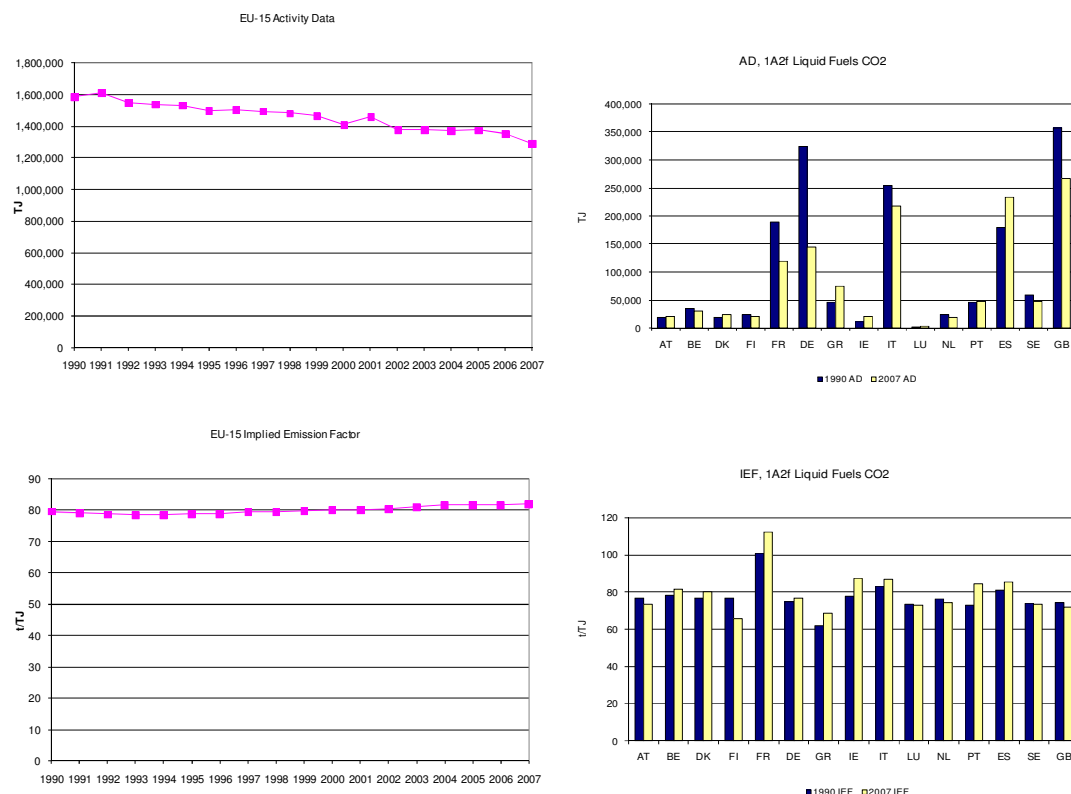 EU-15 Activity Data
1,800,000
1,600,000
1,400,000
1,200,000
1,000,000
800,000
600,000
400,000
200,000
0
TJ
1990 1991 1992 1993 1994 1995 1996 1997 1998 1999 2000 2001 2002 2003 2004 2005 2006 2007
AD, 1A2f Liquid Fuels CO2
400,000
350,000
300,000
250,000
200,000
150,000
100,000
50,000
0
TJ
AT BE DK FI FR DE GR IE IT LU NL PT ES SE GB
1990 AD 2007 AD
EU-15 Implied Emission Factor
90
80
70
60
50
40
30
20
10
0
t/TJ
1990 1991 1992 1993 1994 1995 1996 1997 1998 1999 2000 2001 2002 2003 2004 2005 2006 2007
IEF, 1A2f Liquid Fuels CO2
120
100
80
60
40
20
0
t/TJ
AT BE DK FI FR DE GR IE IT LU NL PT ES SE GB
1990 IEF 2007 IEF